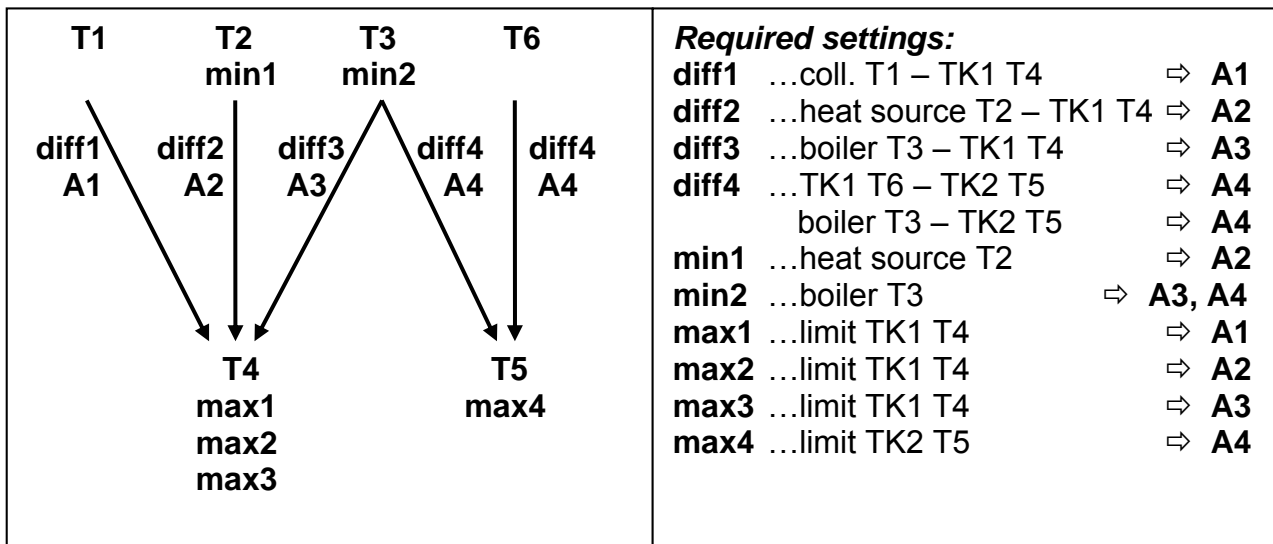 T1 T2 T3 T6
min1 min2
diff1 diff2 diff3 diff4 diff4
A1 A2 A3 A4 A4
T4 T5
max1 max4
max2
max3
Required settings:
diff1 …coll. T1 – TK1 T4 ⇨ A1
diff2 …heat source T2 – TK1 T4 ⇨ A2
diff3 …boiler T3 – TK1 T4 ⇨ A3
diff4 …TK1 T6 – TK2 T5 ⇨ A4
boiler T3 – TK2 T5 ⇨ A4
min1 …heat source T2 ⇨ A2
min2 …boiler T3 ⇨ A3, A4
max1 …limit TK1 T4 ⇨ A1
max2 …limit TK1 T4 ⇨ A2
max3 …limit TK1 T4 ⇨ A3
max4 …limit TK2 T5 ⇨ A4